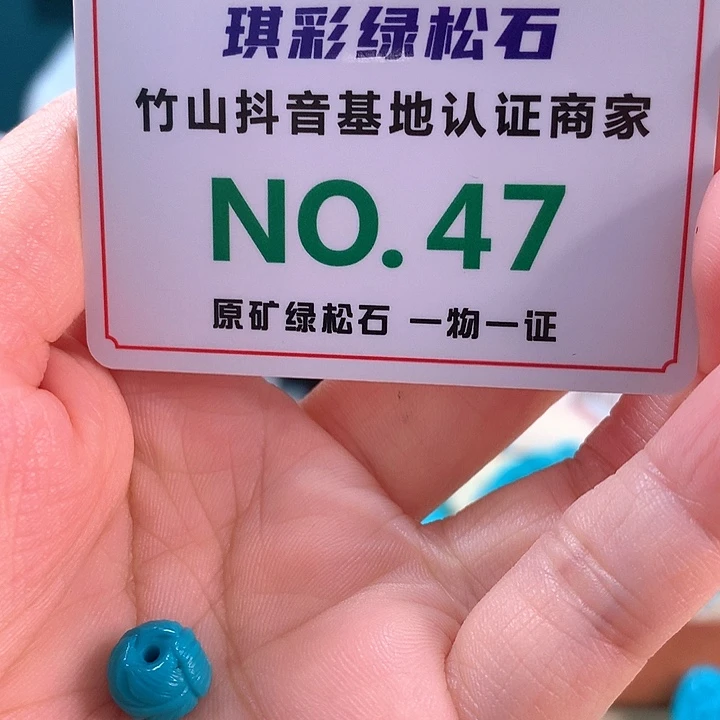 琪彩绿松石
竹山抖音基地认证商家
NO.47
原矿绿松石 一物一证